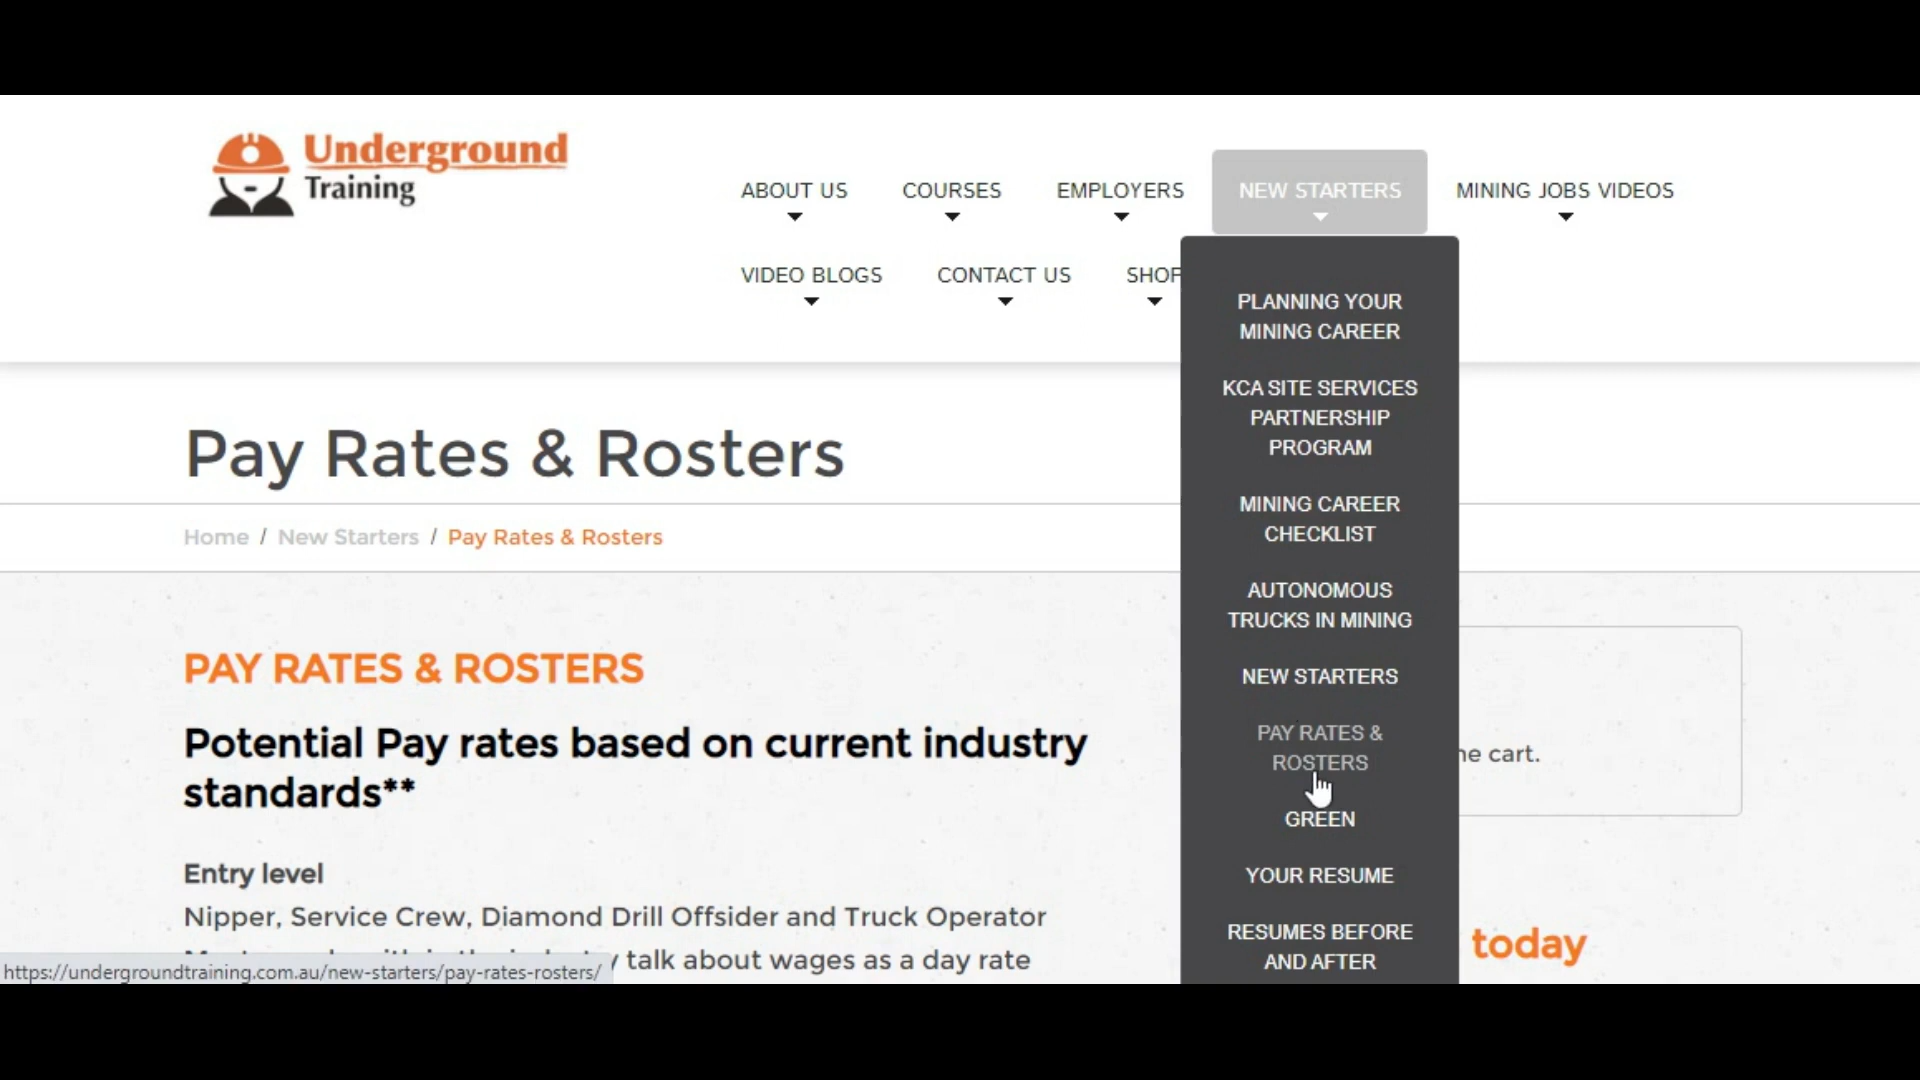 Underground
Training
ABOUT US
COURSES
EMPLOYERS
NEW STARTERS
MINING JOBS VIDEOS
VIDEO BLOGS
CONTACT US
SHOP
PLANNING YOUR
MINING CAREER
KCA SITE SERVICES
PARTNERSHIP
PROGRAM
MINING CAREER
CHECKLIST
AUTONOMOUS
TRUCKS IN MINING
NEW STARTERS
PAY RATES &
ROSTERS
GREEN
YOUR RESUME
RESUMES BEFORE
AND AFTER
Pay Rates & Rosters
Home / New Starters / Pay Rates & Rosters
PAY RATES & ROSTERS
Potential Pay rates based on current industry
standards**
Entry level
Nipper, Service Crew, Diamond Drill Offsider and Truck Operator
talk about wages as a day rate
cart.
today
https://undergroundtraining.com.au/new-starters/pay-rates-rosters/